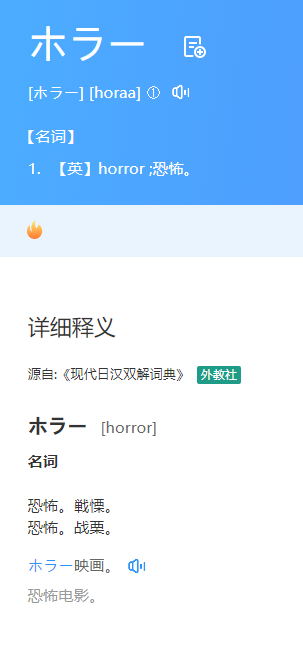 ホラー
[ホラー] [horaa] ①
【名词】
1. 【英】horror ;恐怖。
详细释义
源自:《现代日汉双解词典》 外教社
ホラー [horror]
名词
恐怖。戦慄。
恐怖。战栗。
ホラー映画。
恐怖电影。